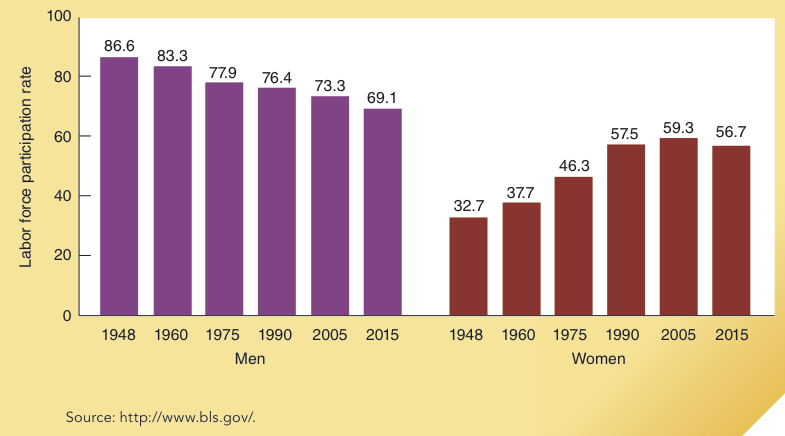 Labor force participation rate
100
80
60
40
20
0
86.6 83.3 77.9 76.4 73.3 69.1
32.7 37.7 46.3 57.5 59.3 56.7
1948 1960 1975 1990 2005 2015
Men
1948 1960 1975 1990 2005 2015
Women
Source: http://www.bls.gov/.